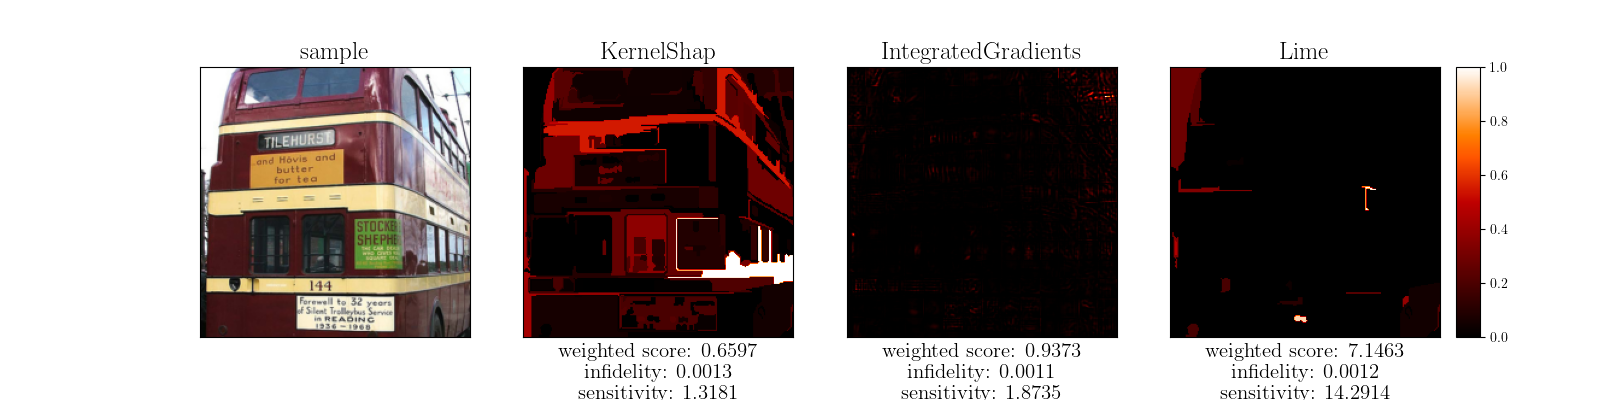 sample
KernelShap
IntegratedGradients
Lime
TILEHURST
and Hovis and
butter
for tea
STOCKB
SHEPHE
144
Farewell to 32 years
of Silent Trolleybus Service
in READING
1936-1968
1.0
0.8
0.6
0.4
0.2
0.0
weighted score: 0.6597
infidelity: 0.0013
sensitivity: 1.3181
weighted score: 0.9373
infidelity: 0.0011
sensitivity: 1.8735
weighted score: 7.1463
infidelity: 0.0012
sensitivity: 14.2914